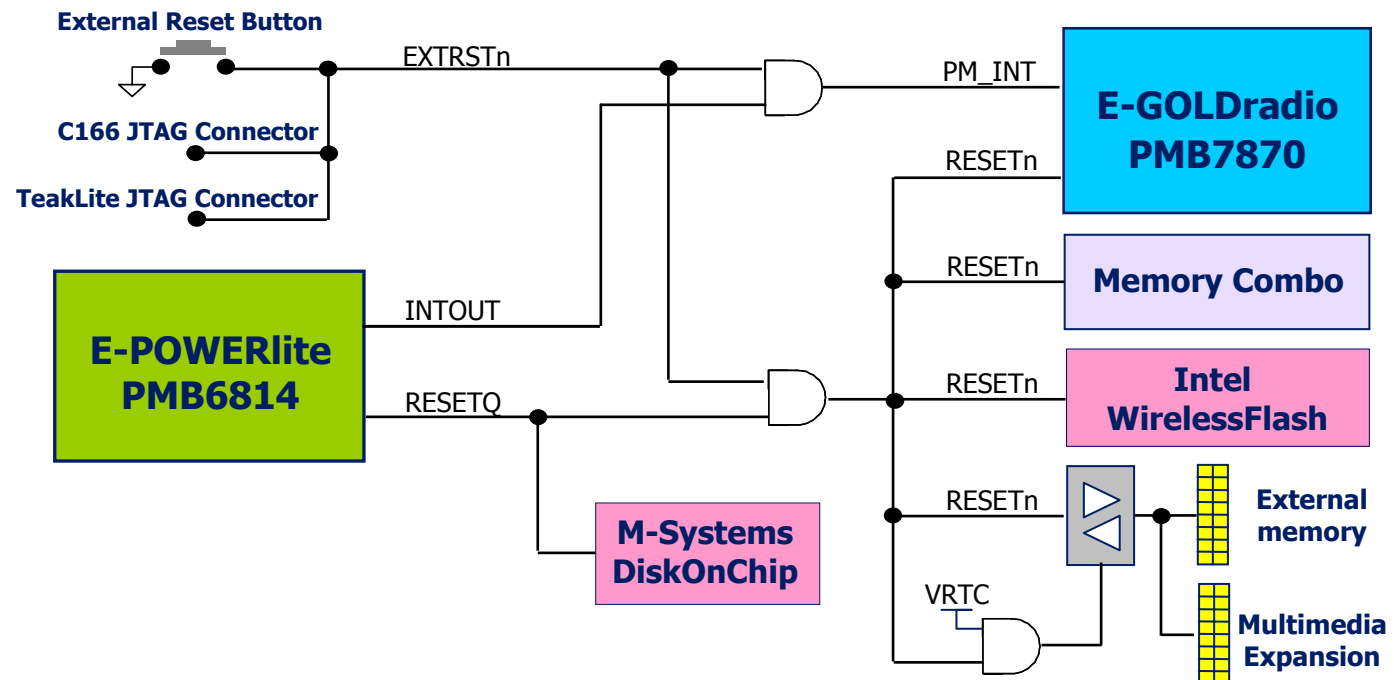 External Reset Button
EXTRSTn
PM_INT
E-GOLDradio
PMB7870
C166 JTAG Connector
RESETn
TeakLite JTAG Connector
RESETn
Memory Combo
INTOUT
E-POWERlite
PMB6814
RESETQ
RESETn
Intel
WirelessFlash
RESETn
External
memory
M-Systems
DiskOnChip
VRTC
Multimedia
Expansion